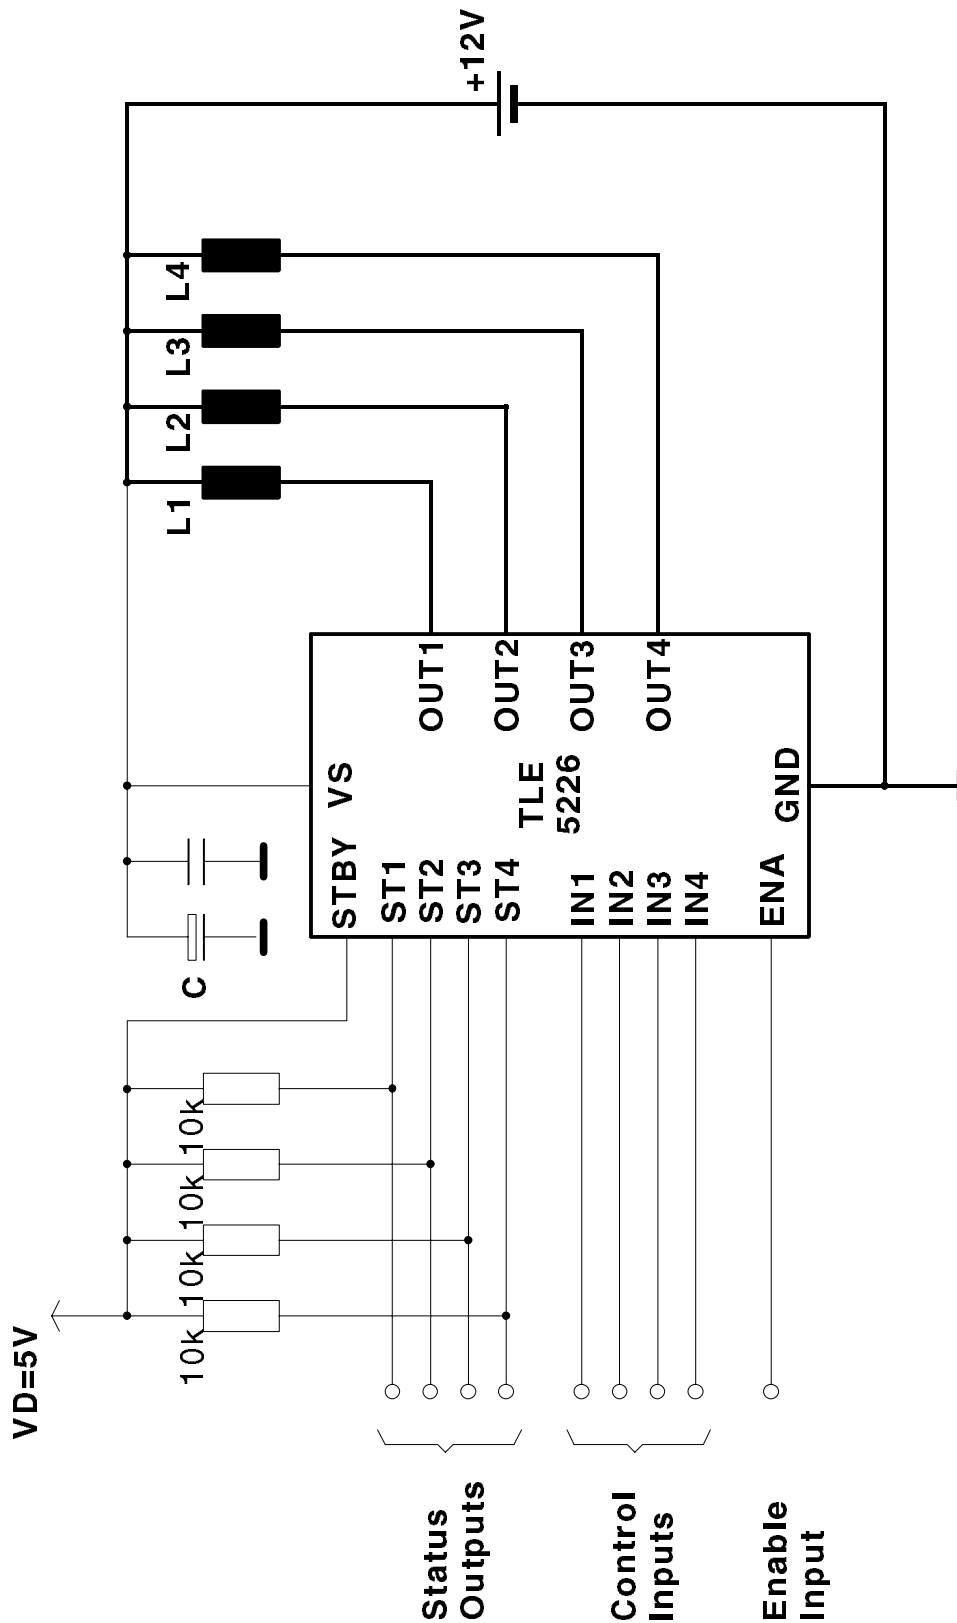 VD=5V
+12V
10k
10k
10k
10k
C
L1
L2
L3
L4
STBY
VS
ST1
ST2
ST3
ST4
TLE
5226
OUT1
OUT2
OUT3
OUT4
IN1
IN2
IN3
IN4
ENA
GND
Status
Outputs
Control
Inputs
Enable
Input